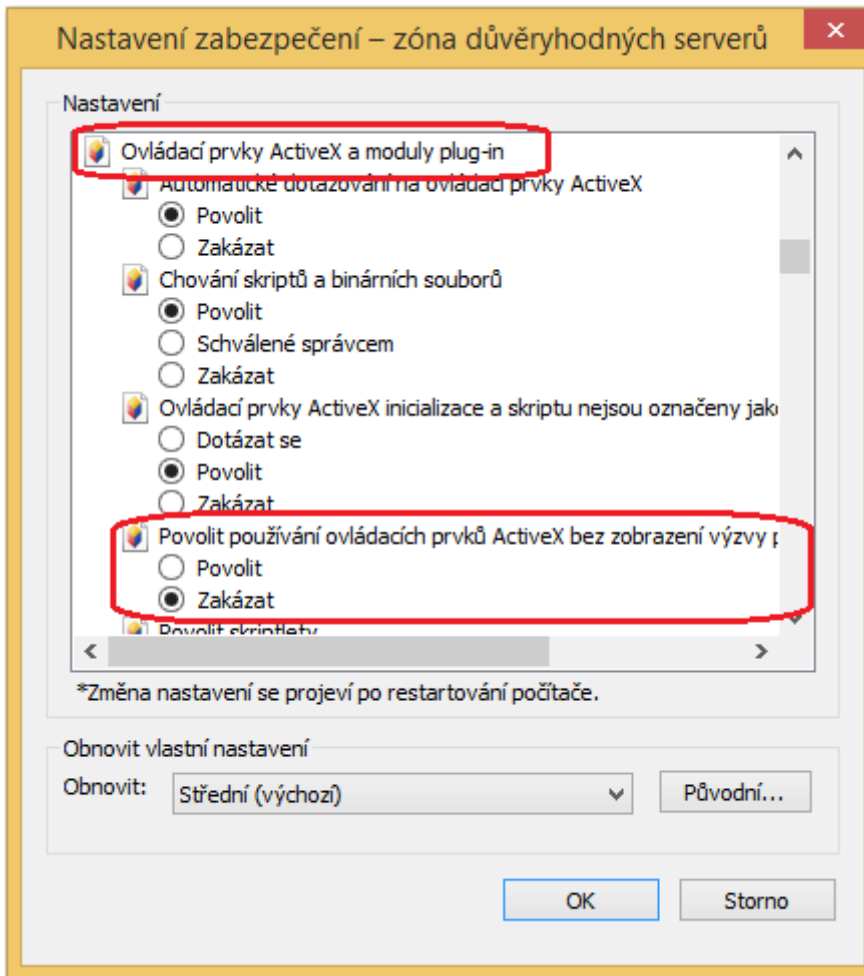 Nastavení zabezpečení – zóna důvěryhodných serverů
Nastavení
Ovládací prvky ActiveX a moduly plug-in
Automatické dotazování na ovládací prvky ActiveX
Povolit
Zakázat
Chování skriptů a binárních souborů
Povolit
Schválené správcem
Zakázat
Ovládací prvky ActiveX inicializace a skriptu nejsou označeny jako
Dotázat se
Povolit
Zakázat
Povolit používání ovládacích prvků ActiveX bez zobrazení výzvy p
Povolit
Zakázat
Povolit skriptlety
*Změna nastavení se projeví po restartování počítače.
Obnovit vlastní nastavení
Obnovit: Střední (výchozí) Původní...
OK Storno